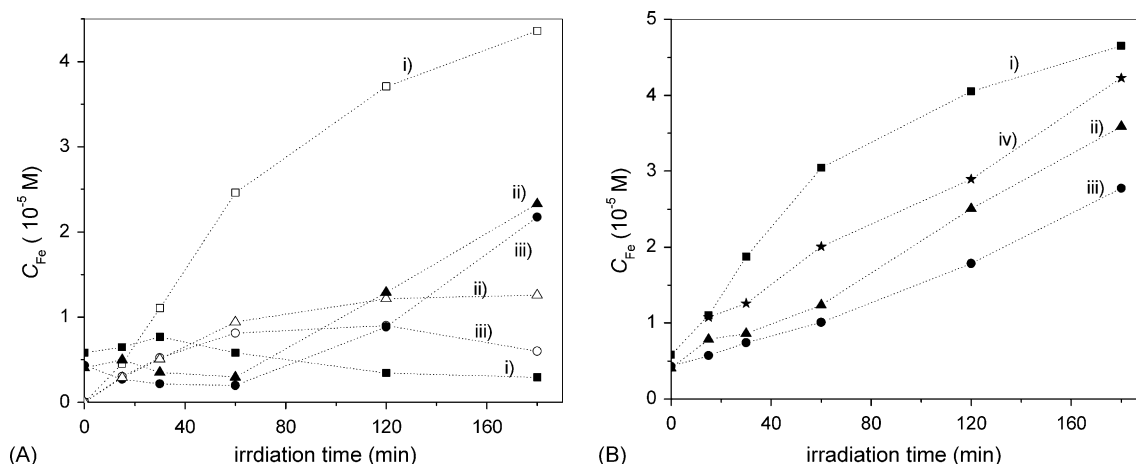 4
3
2
1
0
C_Fe ( 10^-5 M)
i)
ii)
iii)
ii)
iii)
i)
0 40 80 120 160
(A) irrdiation time (min)
5
4
3
2
1
0
C_Fe ( 10^-5 M)
i)
iv)
ii)
iii)
0 40 80 120 160
(B) irradiation time (min)